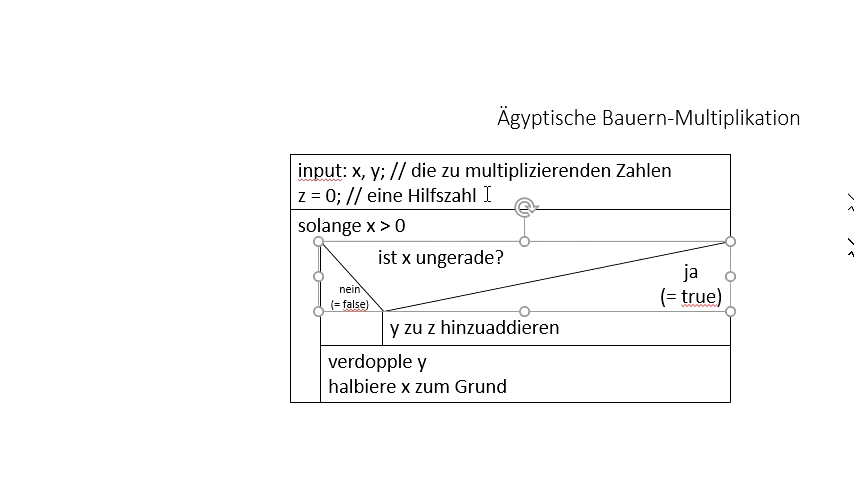 Ägyptische Bauern-Multiplikation
input: x, y; // die zu multiplizierenden Zahlen
z = 0; // eine Hilfszahl
solange x > 0
ist x ungerade?
nein
(= false)
ja
(= true)
y zu z hinzuaddieren
verdopple y
halbiere x zum Grund